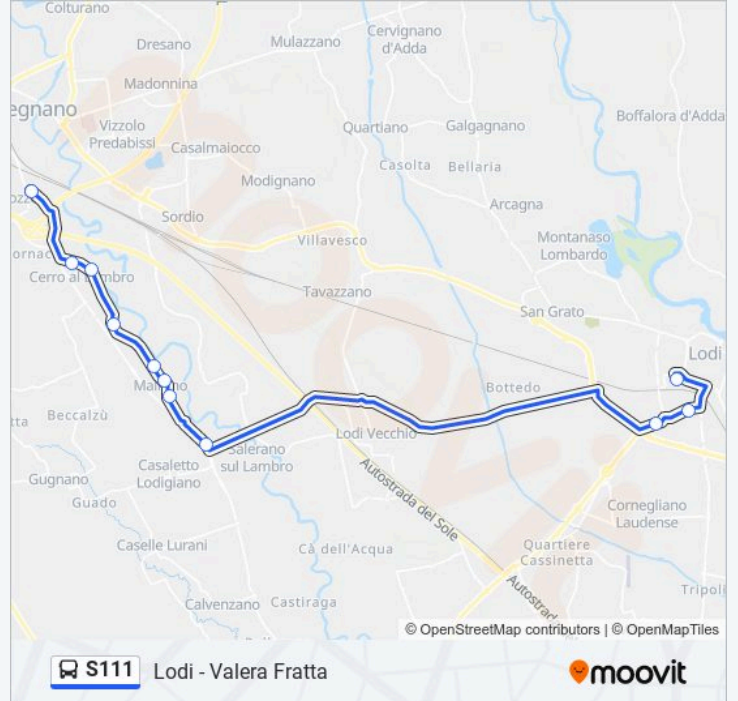 Colturano
Dresano
Mulazzano
Cervignano
d'Adda
Madonnina
egnano
Vizzolo
Predabissi
Casalmaiocco
Quartiano
Galgagnano
Boffalora d'Adda
Casolta
Bellaria
Modignano
Arcagna
Sordio
Villavesco
Montanaso
Lombardo
Cerro al Lambro
Tavazzano
San Grato
Lodi
Bottedo
Beccalzù
Lodi Vecchio
Salerano
sul Lambro
Casaletto
Lodigiano
Gugnano
Guado
Autostrada del Sole
Cornegliano
Laudense
Caselle Lurani
Cà dell'Acqua
Quartiere
Cassinetta
Calvenzano
Castiraga
Tripoli
© OpenStreetMap contributors | © OpenMapTiles
S111
Lodi - Valera Fratta
moovit